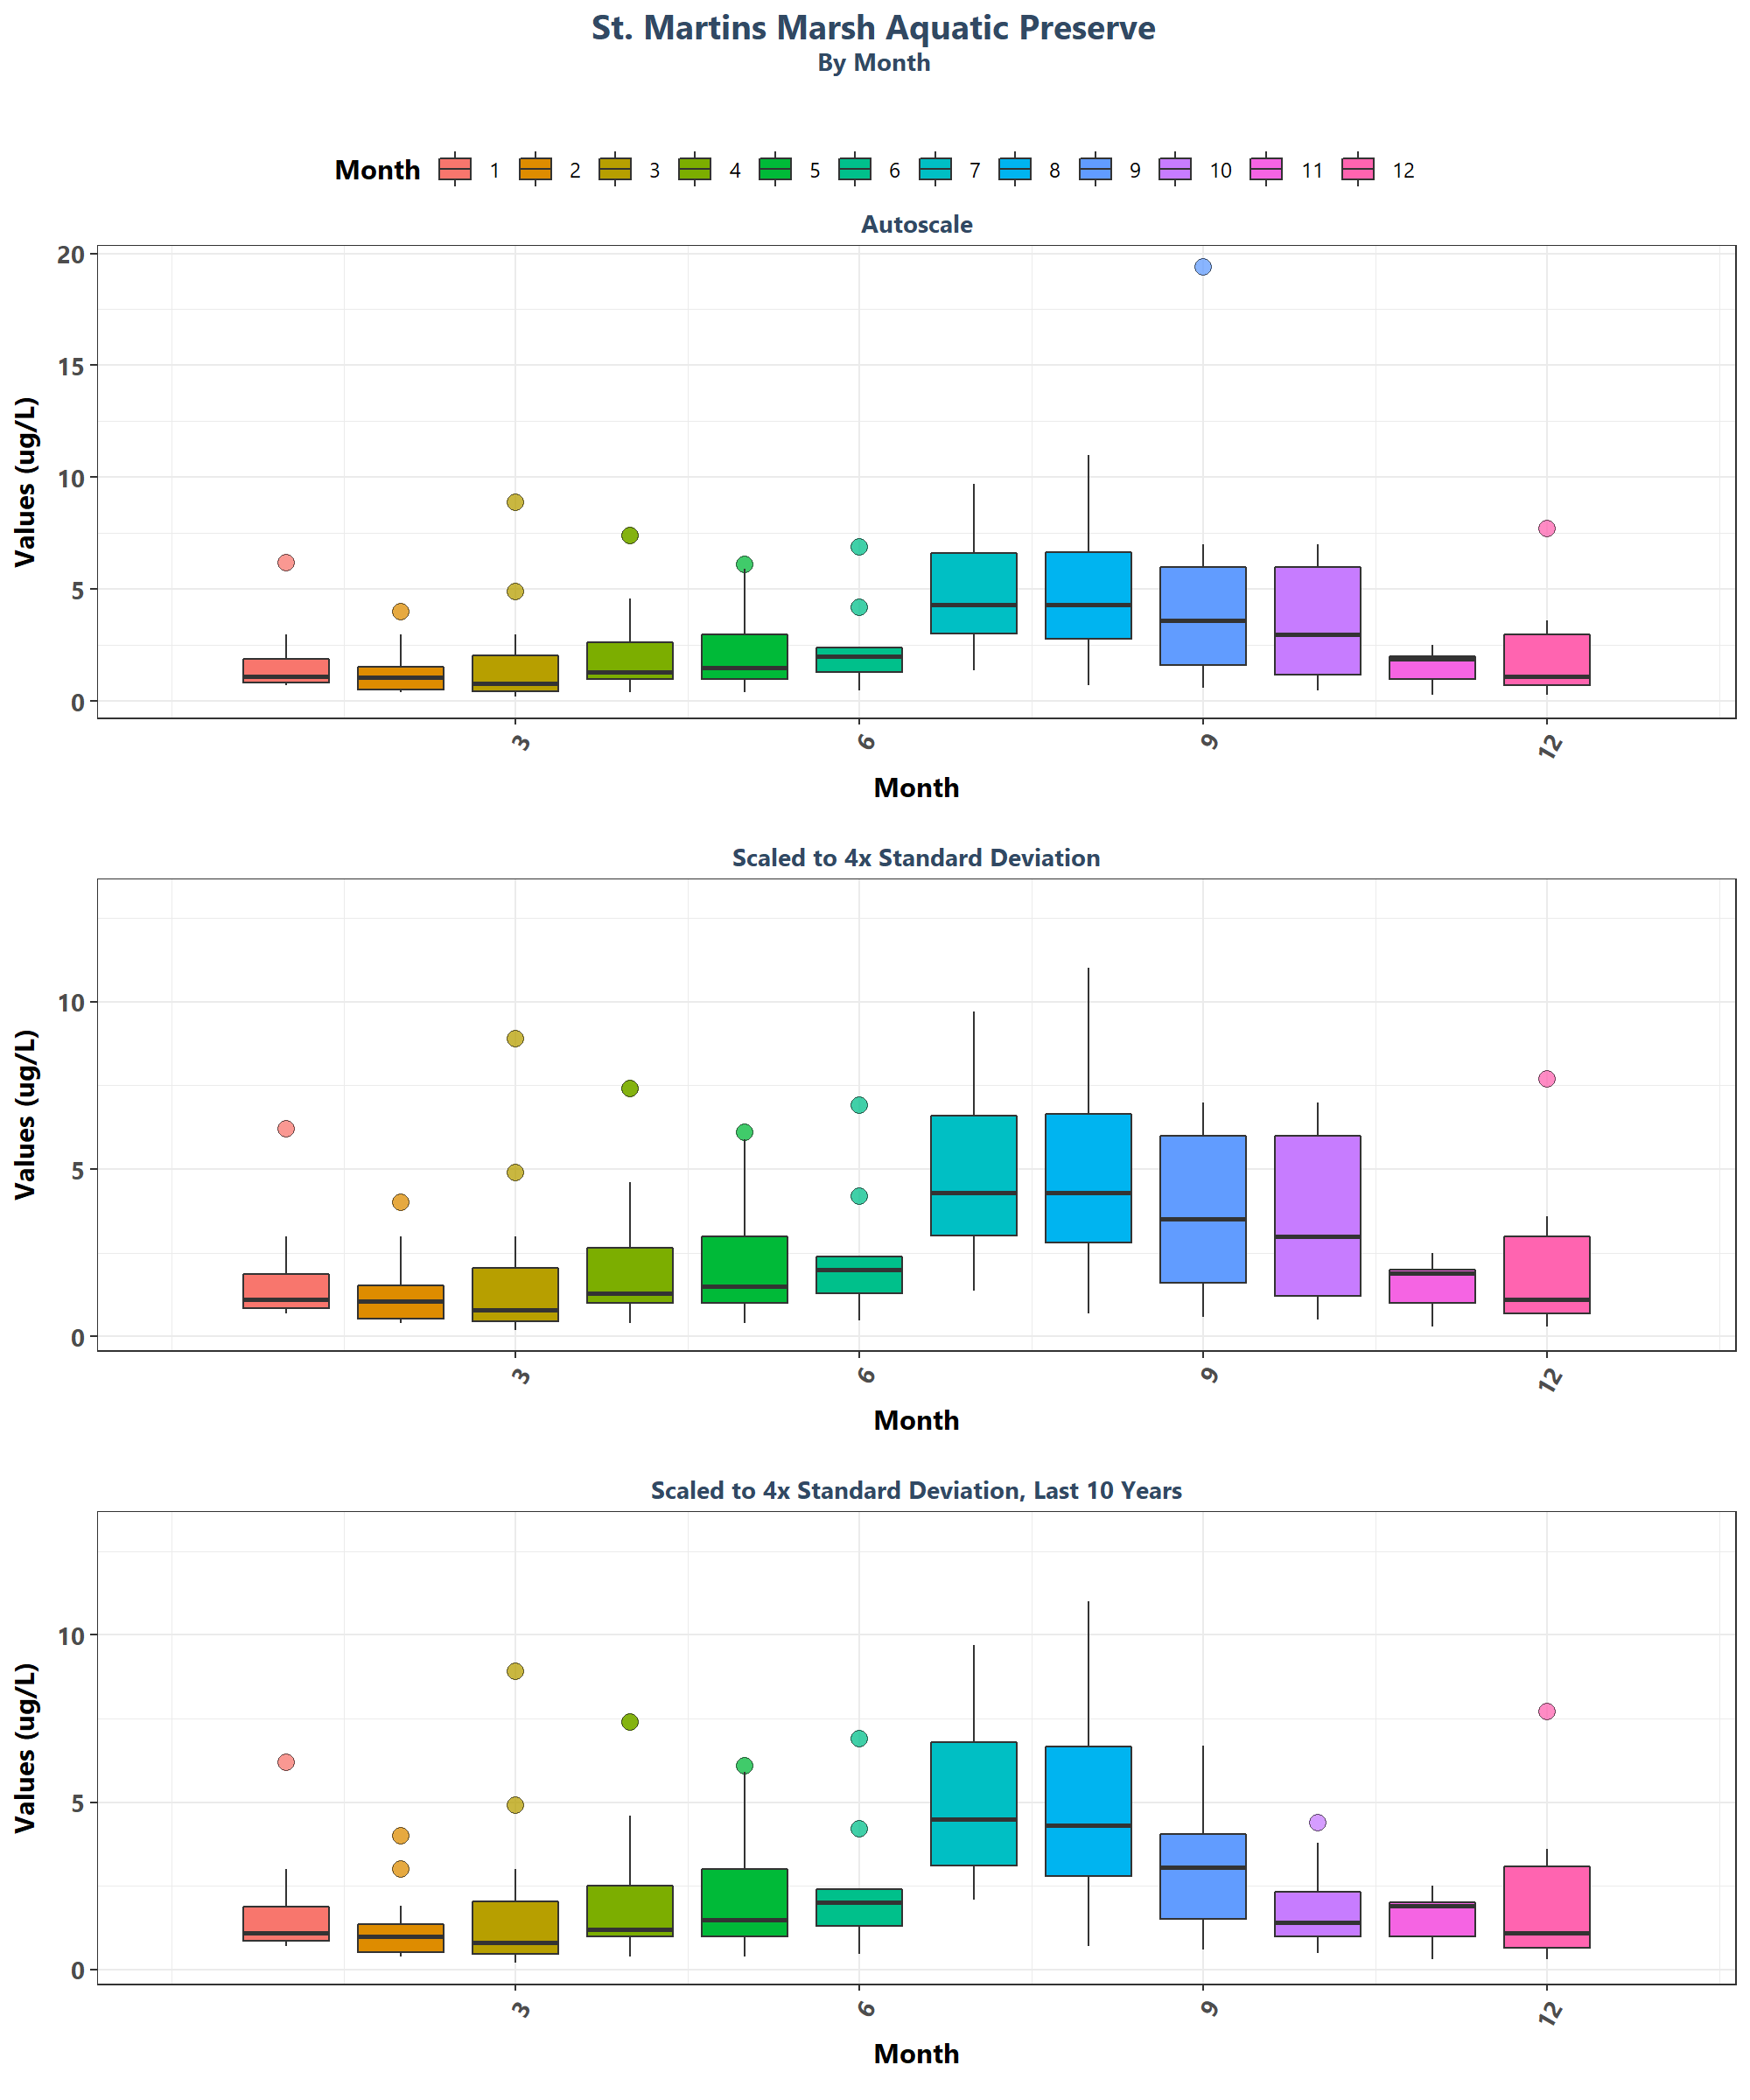 St. Martins Marsh Aquatic Preserve
By Month
Month 1 2 3 4 5 6 7 8 9 10 11 12
Autoscale
20
15
10
5
0
Values (ug/L)
3 6 9 12
Month
Scaled to 4x Standard Deviation
10
5
0
Values (ug/L)
3 6 9 12
Month
Scaled to 4x Standard Deviation, Last 10 Years
10
5
0
Values (ug/L)
3 6 9 12
Month